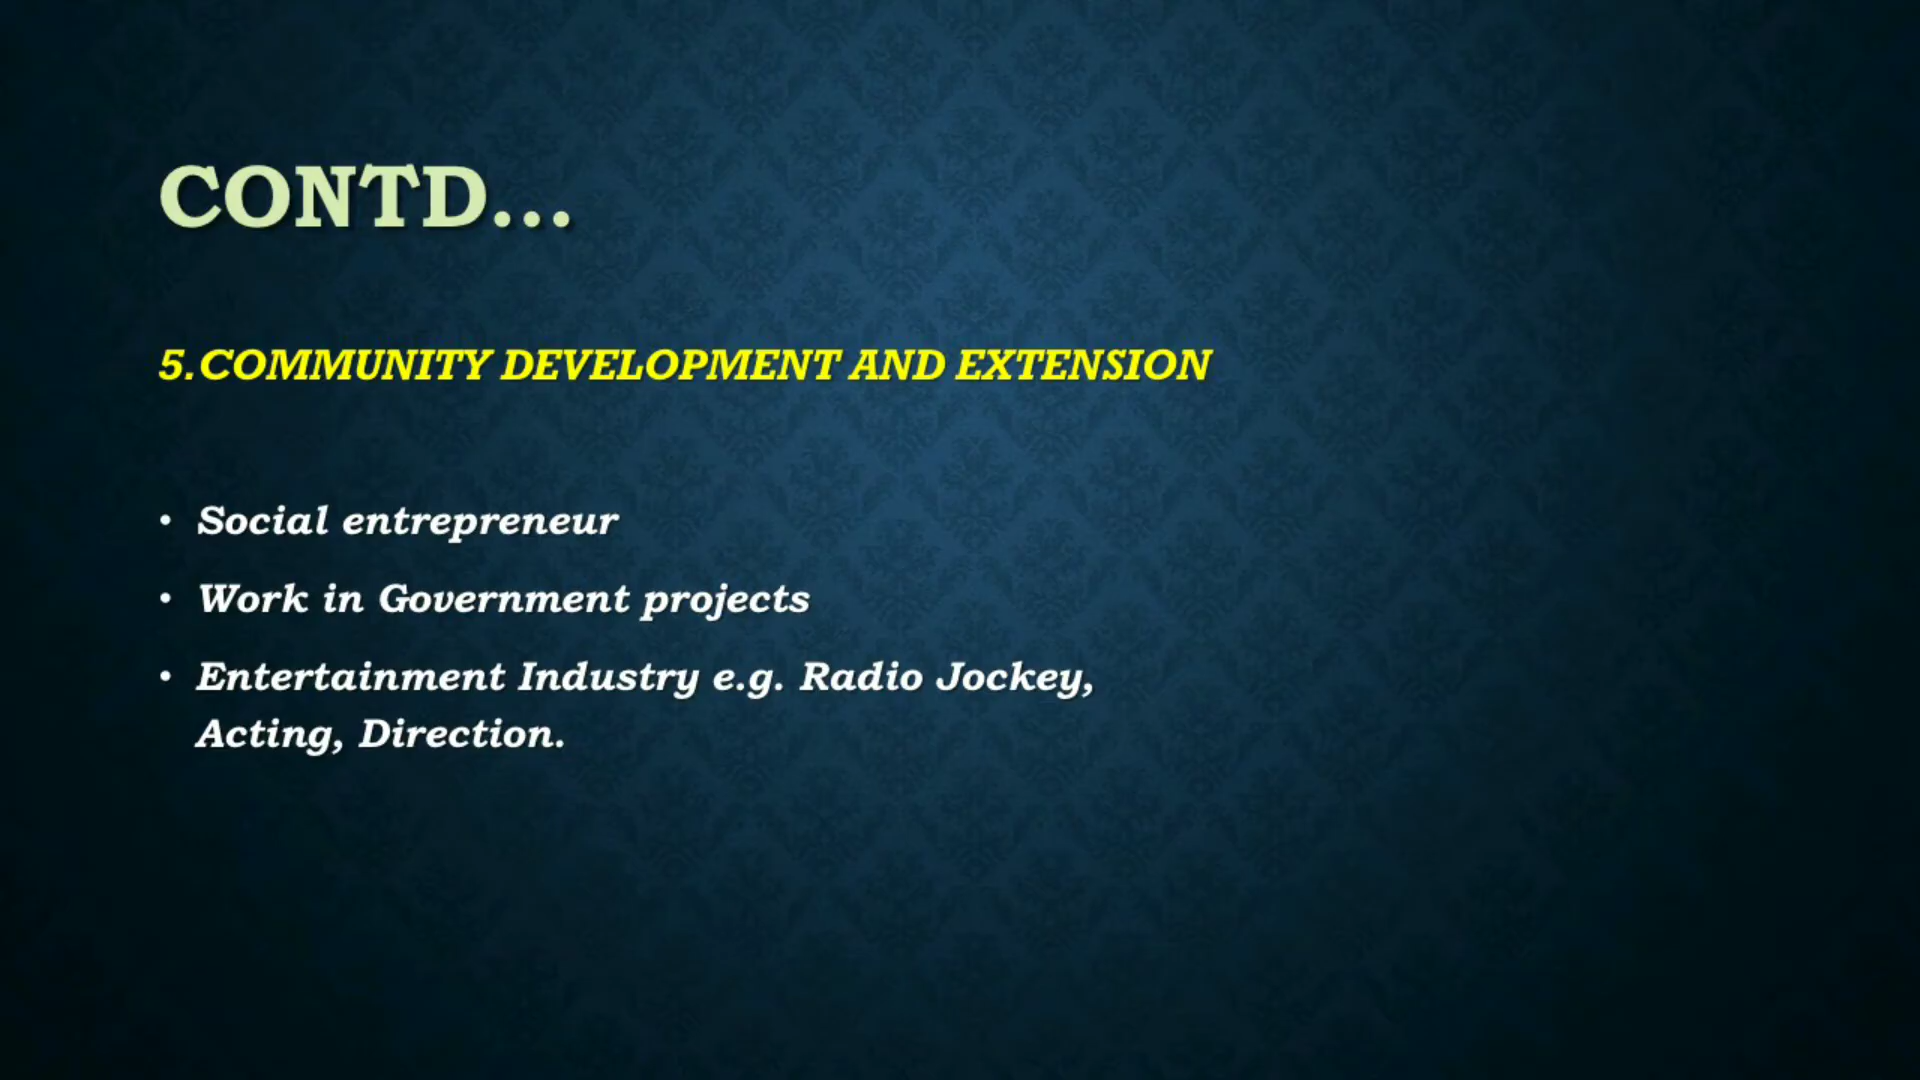 CONTD...
5.COMMUNITY DEVELOPMENT AND EXTENSION
• Social entrepreneur
• Work in Government projects
• Entertainment Industry e.g. Radio Jockey,
Acting, Direction.